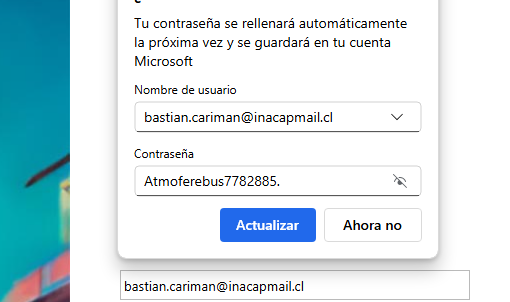 Tu contraseña se rellenará automáticamente
la próxima vez y se guardará en tu cuenta
Microsoft
Nombre de usuario
bastian.cariman@inacapmail.cl
Contraseña
Atmoferebus7782885.
Actualizar
Ahora no
bastian.cariman@inacapmail.cl